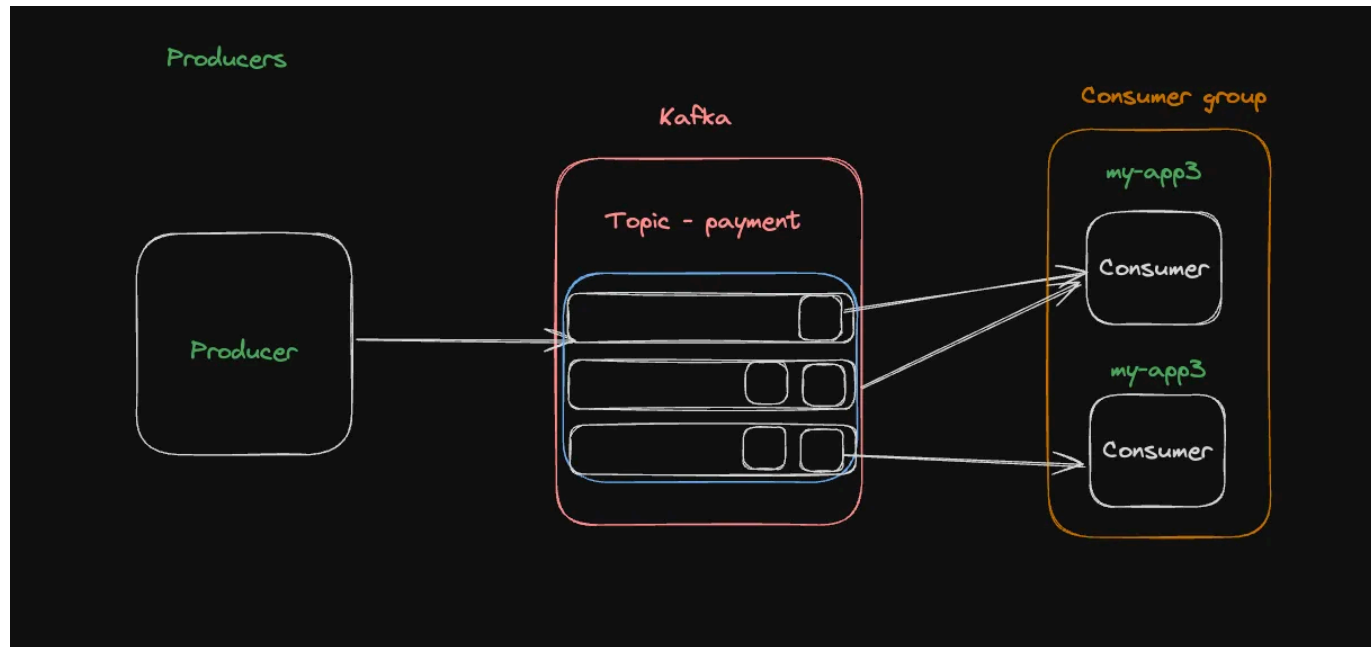 Producers
Kafka
Consumer group
my-app3
Topic - payment
Consumer
Producer
my-app3
Consumer